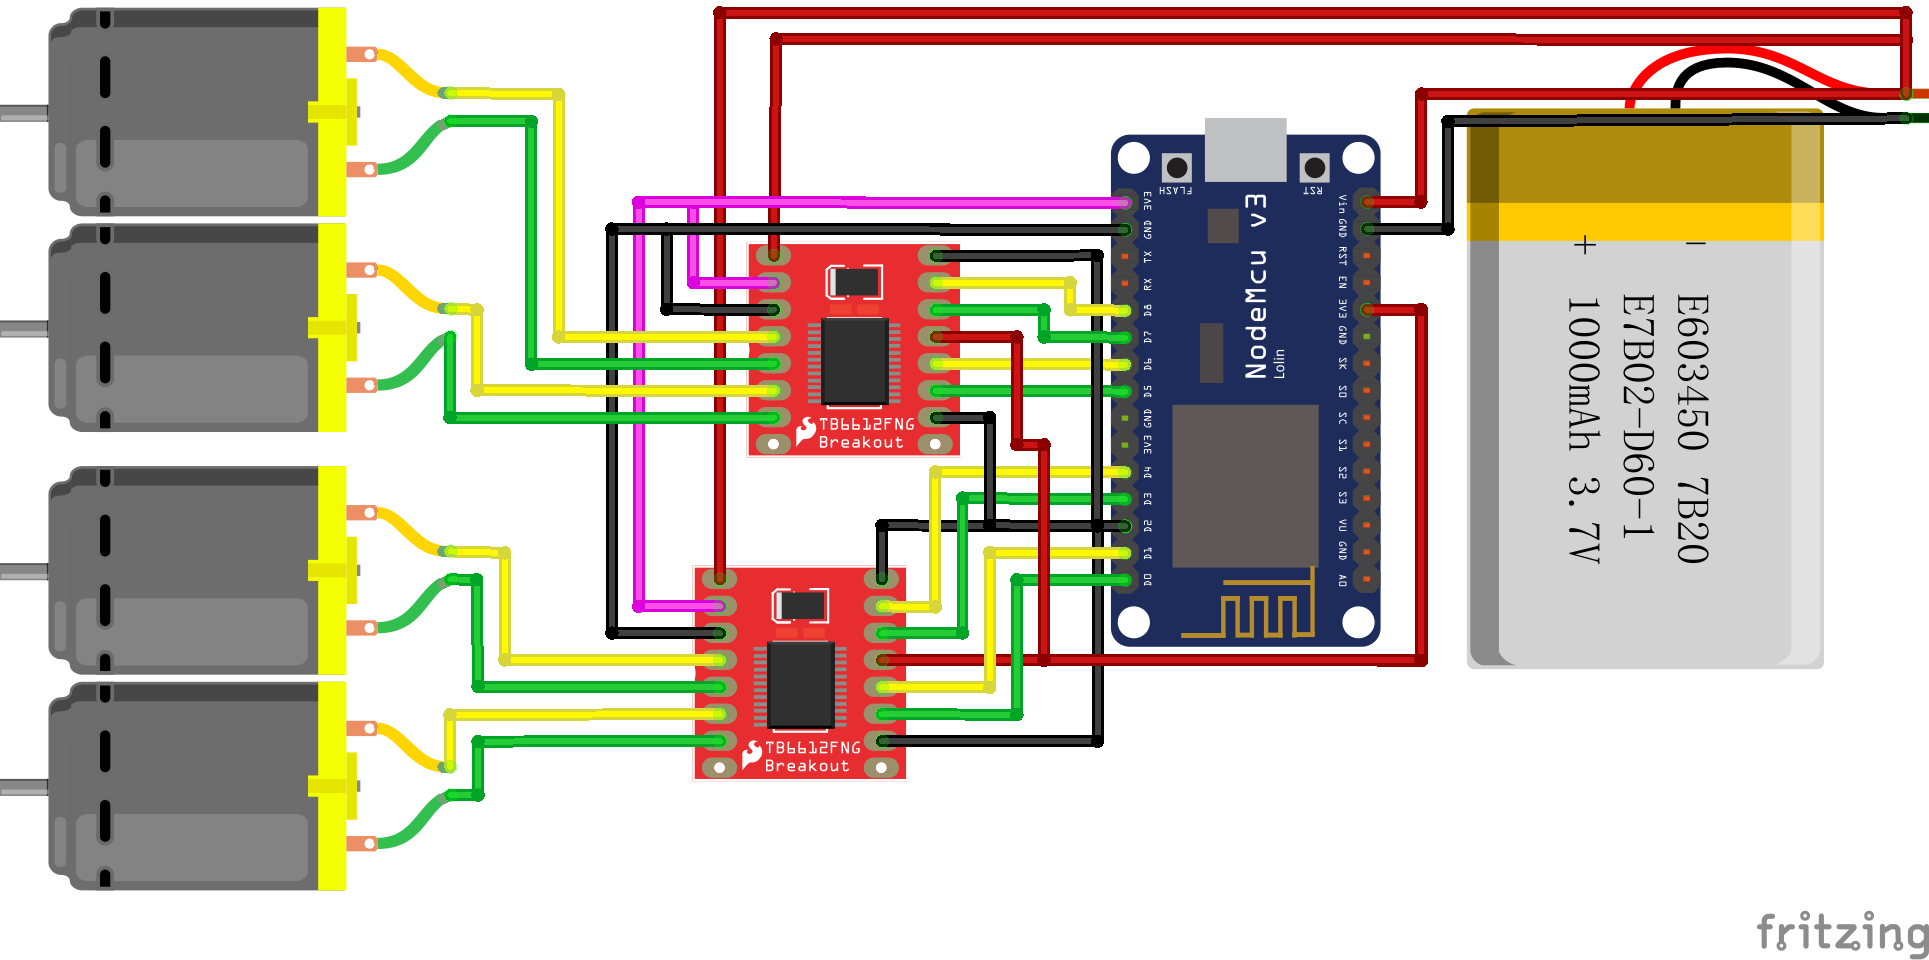 FLASH
RST
NodeMcu v3
Lolin
3V3
GND
TX
RX
D8
D7
D6
D5
GND
3V3
D4
D3
D2
D1
D0
Vin
GND
RST
EN
3V3
GND
SK
SO
SC
S1
S2
S3
VU
GND
A0
TB6612FNG
Breakout
TB6612FNG
Breakout
+ −
E603450 7B20
E7B02-D60-1
1000mAh 3.7V
fritzing